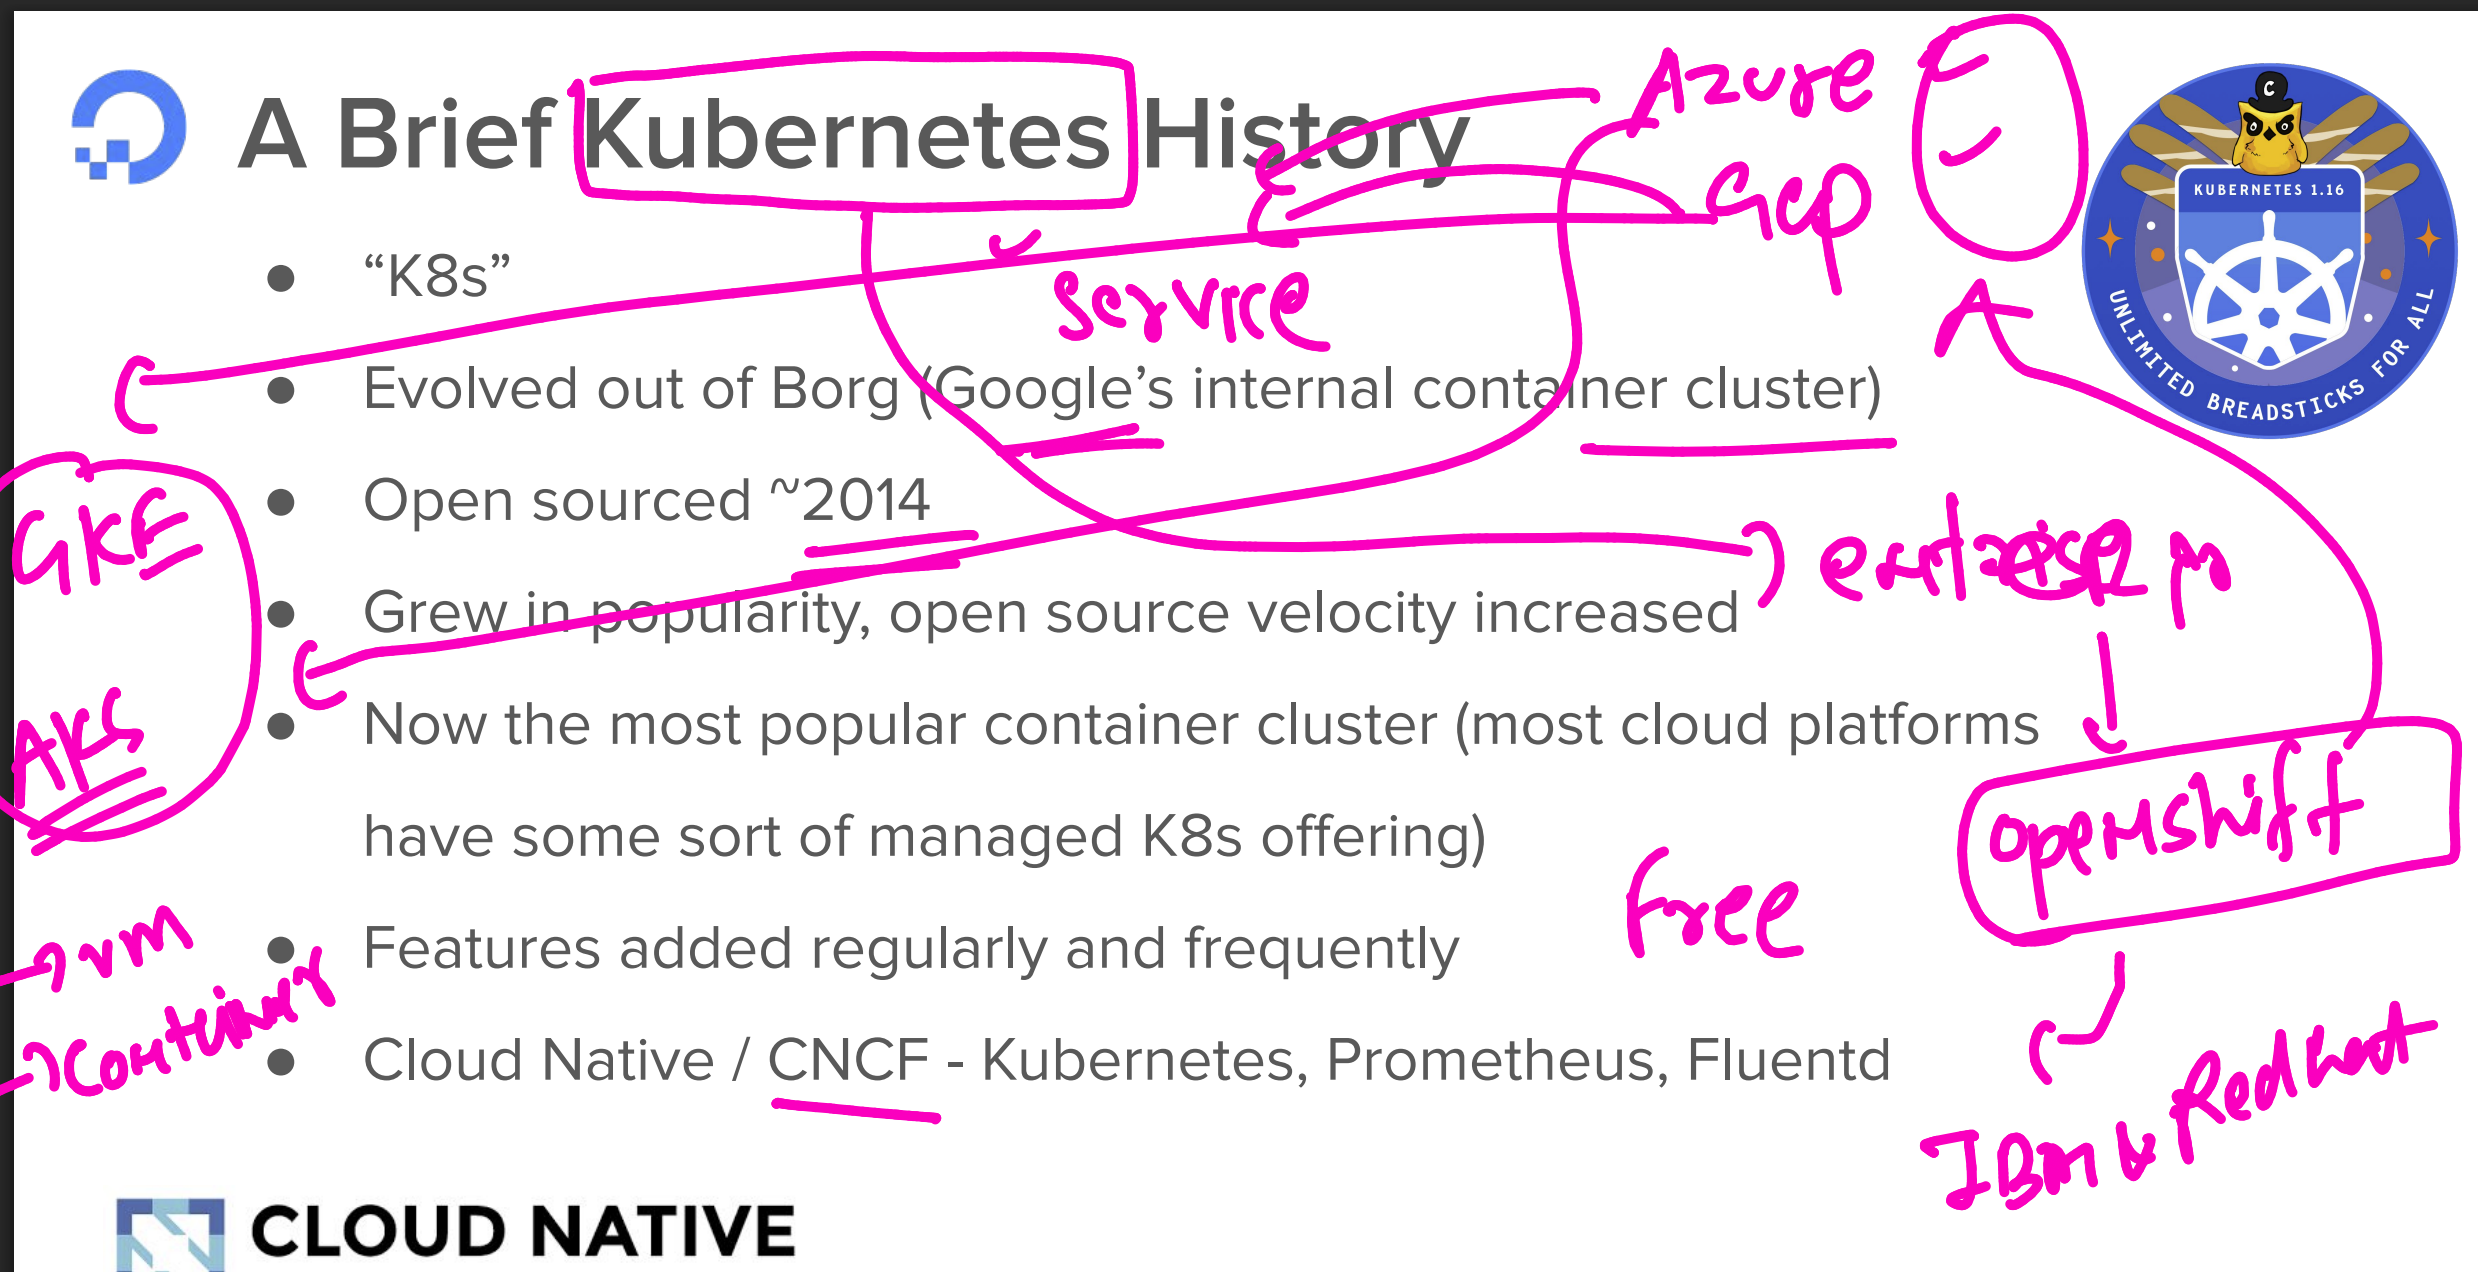 A Brief Kubernetes History
Azure
GCP
C
KUBERNETES 1.16
UNLIMITED BREADSTICKS FOR ALL
● “K8s”
Service
● Evolved out of Borg (Google’s internal container cluster)
GKE
● Open sourced ~2014
● Grew in popularity, open source velocity increased
AKS
● Now the most popular container cluster (most cloud platforms
have some sort of managed K8s offering)
Openshift
Free
→ VM
● Features added regularly and frequently
→ Container
● Cloud Native / CNCF - Kubernetes, Prometheus, Fluentd
IBM & Redhat
CLOUD NATIVE